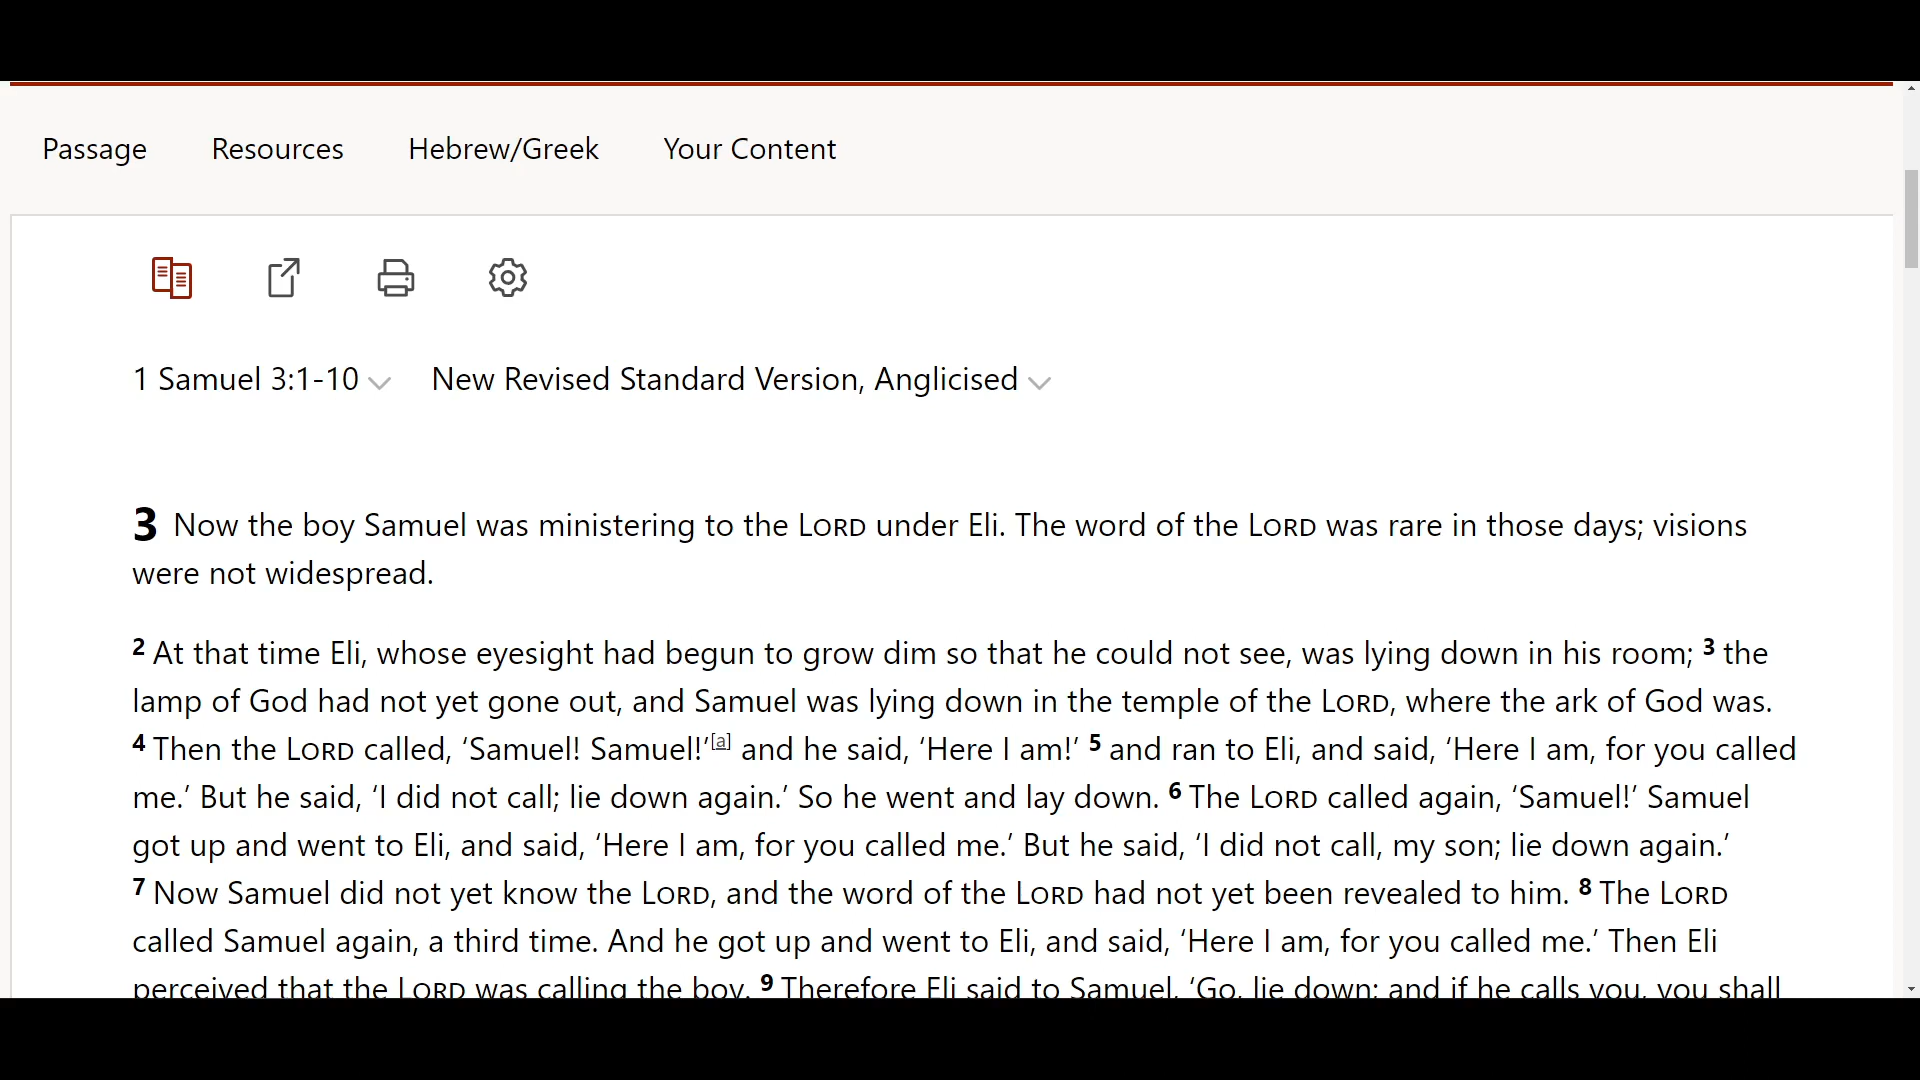 Passage Resources Hebrew/Greek Your Content
1 Samuel 3:1-10 New Revised Standard Version, Anglicised
3 Now the boy Samuel was ministering to the LORD under Eli. The word of the LORD was rare in those days; visions
were not widespread.
2 At that time Eli, whose eyesight had begun to grow dim so that he could not see, was lying down in his room; 3 the
lamp of God had not yet gone out, and Samuel was lying down in the temple of the LORD, where the ark of God was.
4 Then the LORD called, ‘Samuel! Samuel!’[a] and he said, ‘Here I am!’ 5 and ran to Eli, and said, ‘Here I am, for you called
me.’ But he said, ‘I did not call; lie down again.’ So he went and lay down. 6 The LORD called again, ‘Samuel!’ Samuel
got up and went to Eli, and said, ‘Here I am, for you called me.’ But he said, ‘I did not call, my son; lie down again.’
7 Now Samuel did not yet know the LORD, and the word of the LORD had not yet been revealed to him. 8 The LORD
called Samuel again, a third time. And he got up and went to Eli, and said, ‘Here I am, for you called me.’ Then Eli
perceived that the LORD was calling the boy. 9 Therefore Eli said to Samuel, ‘Go, lie down; and if he calls you, you shall